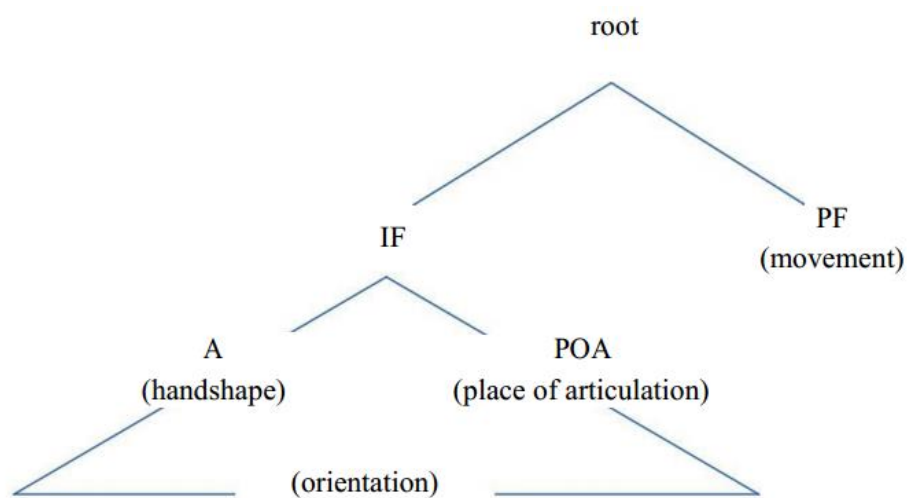 root
IF
PF
(movement)
A
(handshape)
POA
(place of articulation)
(orientation)